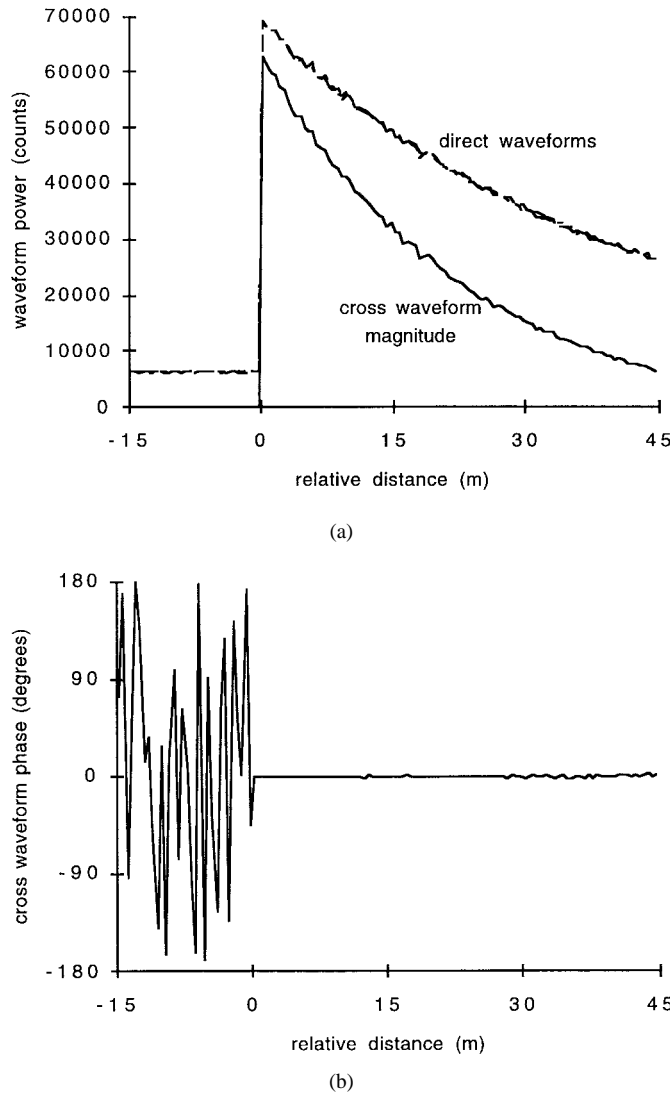 70000
60000
50000
40000
30000
20000
10000
0
waveform power (counts)
direct waveforms
cross waveform
magnitude
-15 0 15 30 45
relative distance (m)
(a)
180
90
0
-90
-180
cross waveform phase (degrees)
-15 0 15 30 45
relative distance (m)
(b)